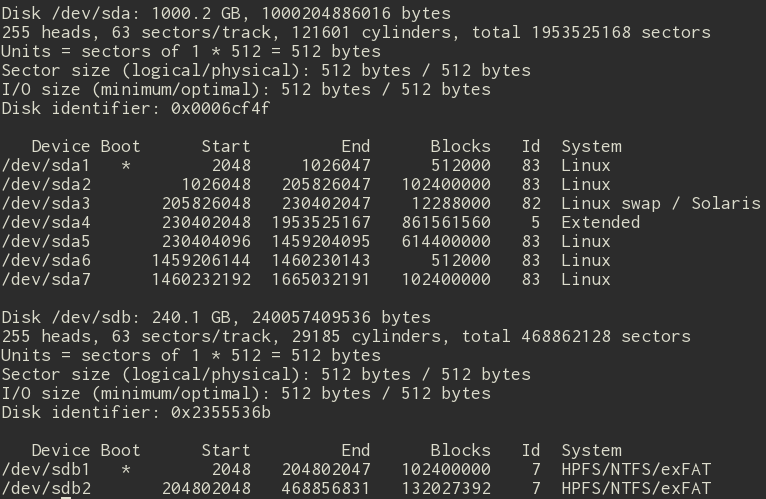 Disk /dev/sda: 1000.2 GB, 1000204886016 bytes
255 heads, 63 sectors/track, 121601 cylinders, total 1953525168 sectors
Units = sectors of 1 * 512 = 512 bytes
Sector size (logical/physical): 512 bytes / 512 bytes
I/O size (minimum/optimal): 512 bytes / 512 bytes
Disk identifier: 0x0006cf4f

   Device Boot      Start         End      Blocks   Id  System
/dev/sda1   *        2048     1026047      512000   83  Linux
/dev/sda2         1026048   205826047   102400000   83  Linux
/dev/sda3       205826048   230402047    12288000   82  Linux swap / Solaris
/dev/sda4       230402048  1953525167   861561560    5  Extended
/dev/sda5       230404096  1459204095   614400000   83  Linux
/dev/sda6      1459206144  1460230143      512000   83  Linux
/dev/sda7      1460232192  1665032191   102400000   83  Linux

Disk /dev/sdb: 240.1 GB, 240057409536 bytes
255 heads, 63 sectors/track, 29185 cylinders, total 468862128 sectors
Units = sectors of 1 * 512 = 512 bytes
Sector size (logical/physical): 512 bytes / 512 bytes
I/O size (minimum/optimal): 512 bytes / 512 bytes
Disk identifier: 0x2355536b

   Device Boot      Start         End      Blocks   Id  System
/dev/sdb1   *        2048   204802047   102400000    7  HPFS/NTFS/exFAT
/dev/sdb2       204802048   468856831   132027392    7  HPFS/NTFS/exFAT